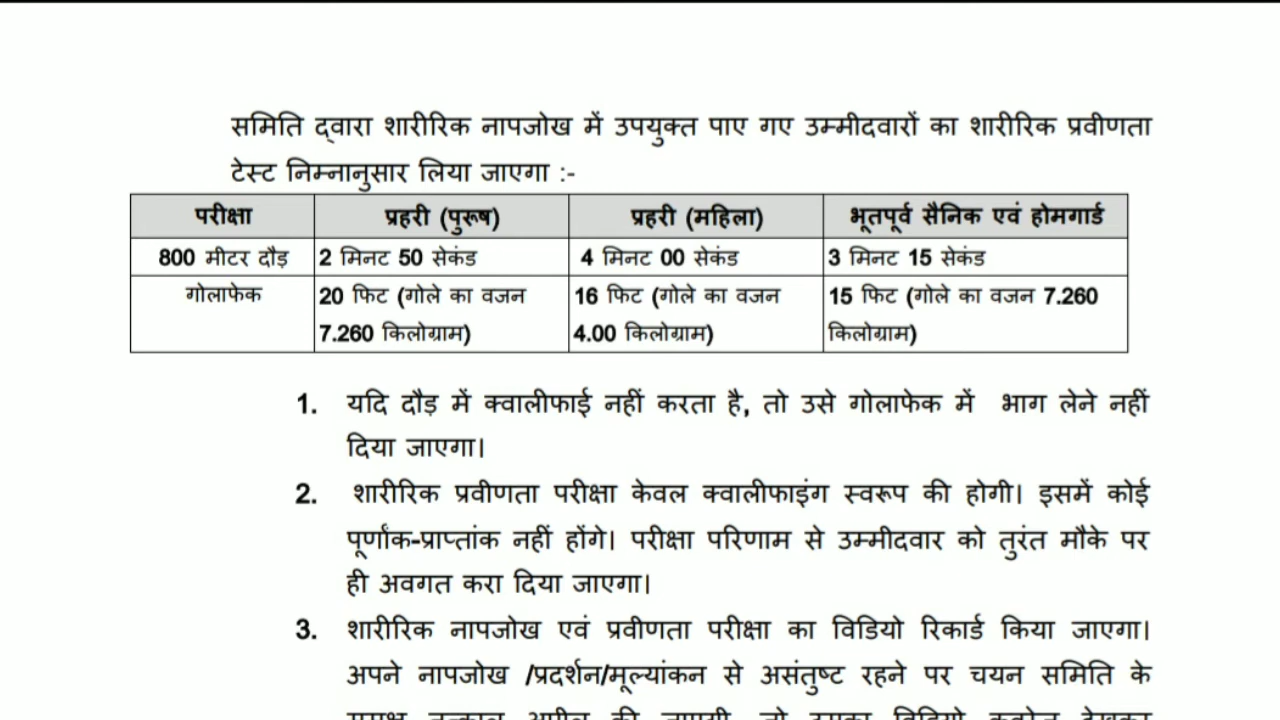 समिति द्वारा शारीरिक नापजोख में उपयुक्त पाए गए उम्मीदवारों का शारीरिक प्रवीणता
टेस्ट निम्नानुसार लिया जाएगा :-
परीक्षा प्रहरी (पुरूष) प्रहरी (महिला) भूतपूर्व सैनिक एवं होमगार्ड
800 मीटर दौड़ 2 मिनट 50 सेकंड 4 मिनट 00 सेकंड 3 मिनट 15 सेकंड
गोलाफेक 20 फिट (गोले का वजन 16 फिट (गोले का वजन 15 फिट (गोले का वजन 7.260
7.260 किलोग्राम) 4.00 किलोग्राम) किलोग्राम)
1. यदि दौड़ में क्वालीफाई नहीं करता है, तो उसे गोलाफेक में भाग लेने नहीं
दिया जाएगा।
2. शारीरिक प्रवीणता परीक्षा केवल क्वालीफाइंग स्वरूप की होगी। इसमें कोई
पूर्णांक-प्राप्तांक नहीं होंगे। परीक्षा परिणाम से उम्मीदवार को तुरंत मौके पर
ही अवगत करा दिया जाएगा।
3. शारीरिक नापजोख एवं प्रवीणता परीक्षा का विडियो रिकार्ड किया जाएगा।
अपने नापजोख /प्रदर्शन/मूल्यांकन से असंतुष्ट रहने पर चयन समिति के